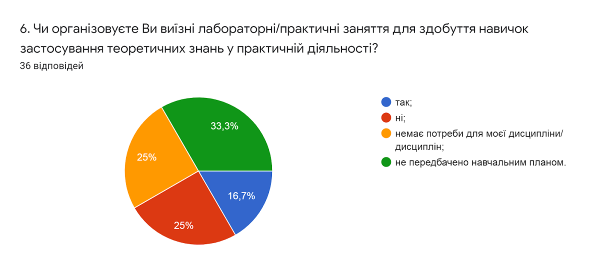 6. Чи організовуєте Ви виїзні лабораторні/практичні заняття для здобуття навичок
застосування теоретичних знань у практичній діяльності?
36 відповідей
33,3%
25%
16,7%
25%
так;
ні;
немає потреби для моєї дисципліни/
дисциплін;
не передбачено навчальним планом.